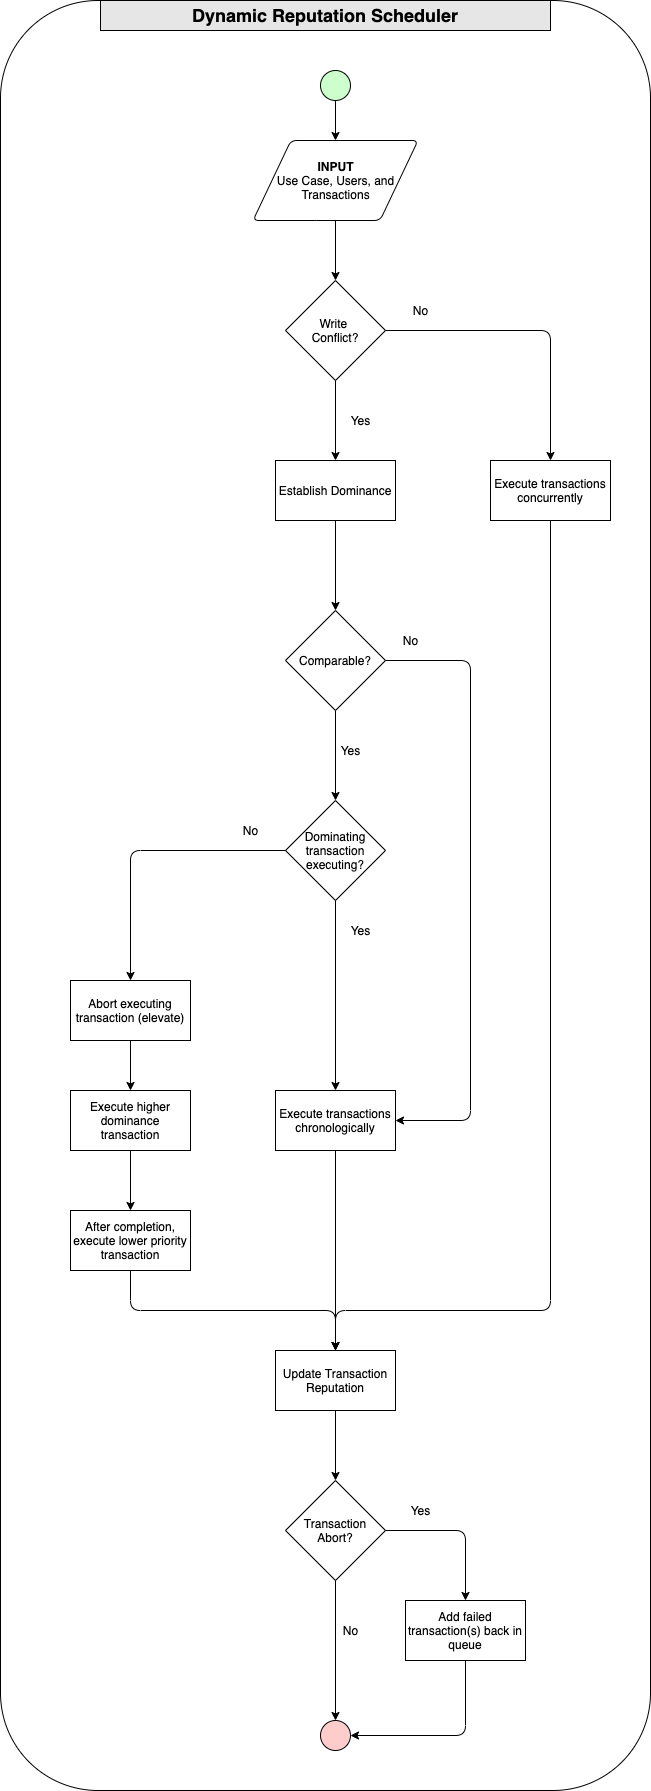 Dynamic Reputation Scheduler
INPUT
Use Case, Users, and
Transactions
Write
Conflict?
No
Yes
Establish Dominance
Execute transactions
concurrently
Comparable?
No
Yes
Dominating
transaction
executing?
No
Yes
Abort executing
transaction (elevate)
Execute higher
dominance
transaction
Execute transactions
chronologically
After completion,
execute lower priority
transaction
Update Transaction
Reputation
Transaction
Abort?
Yes
No
Add failed
transaction(s) back in
queue